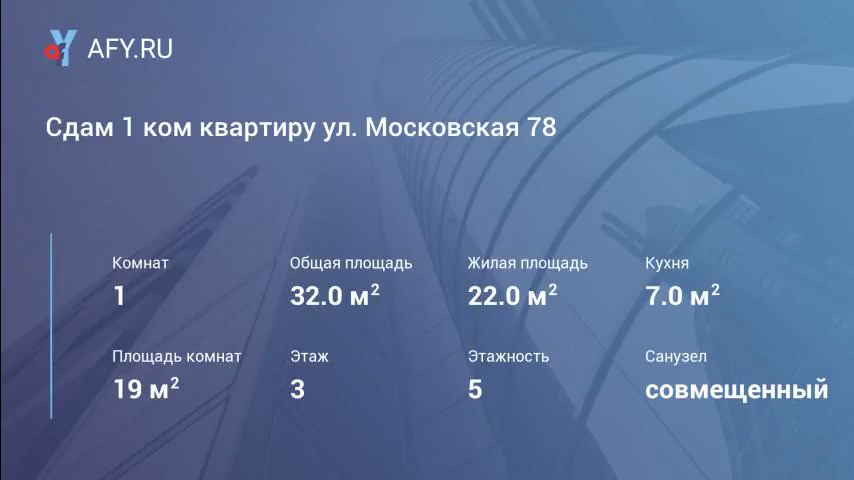 AFY.RU
Сдам 1 ком квартиру ул. Московская 78
Комнат
1
Общая площадь
32.0 м²
Жилая площадь
22.0 м²
Кухня
7.0 м²
Площадь комнат
19 м²
Этаж
3
Этажность
5
Санузел
совмещенный